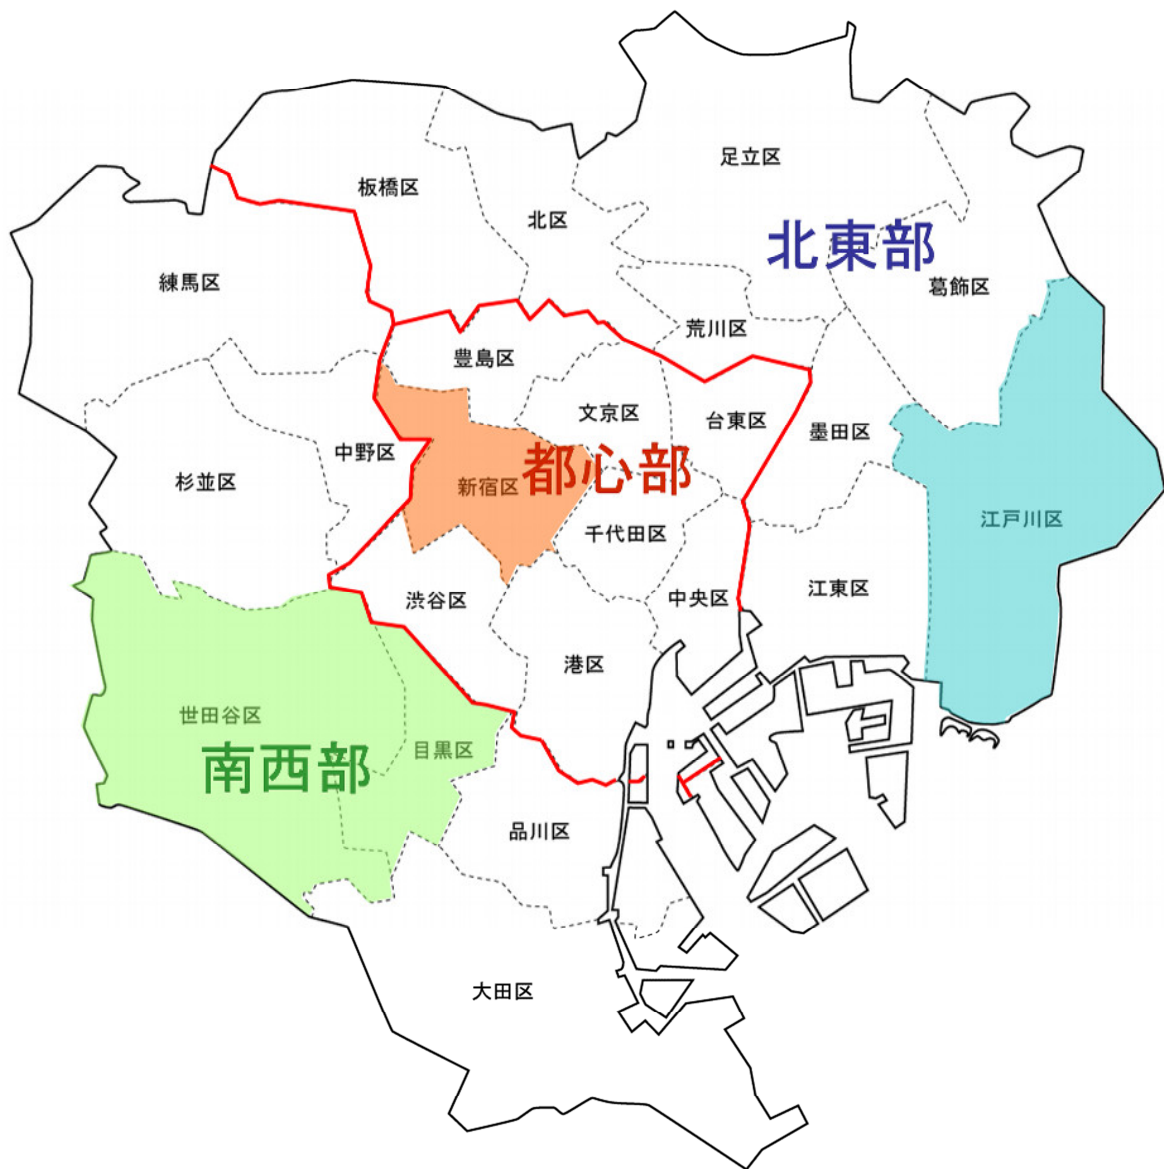 足立区
板橋区
北区
北東部
練馬区
葛飾区
荒川区
豊島区
文京区
台東区
墨田区
中野区
都心部
杉並区
新宿区
江戸川区
千代田区
江東区
中央区
渋谷区
港区
世田谷区
目黒区
南西部
品川区
大田区